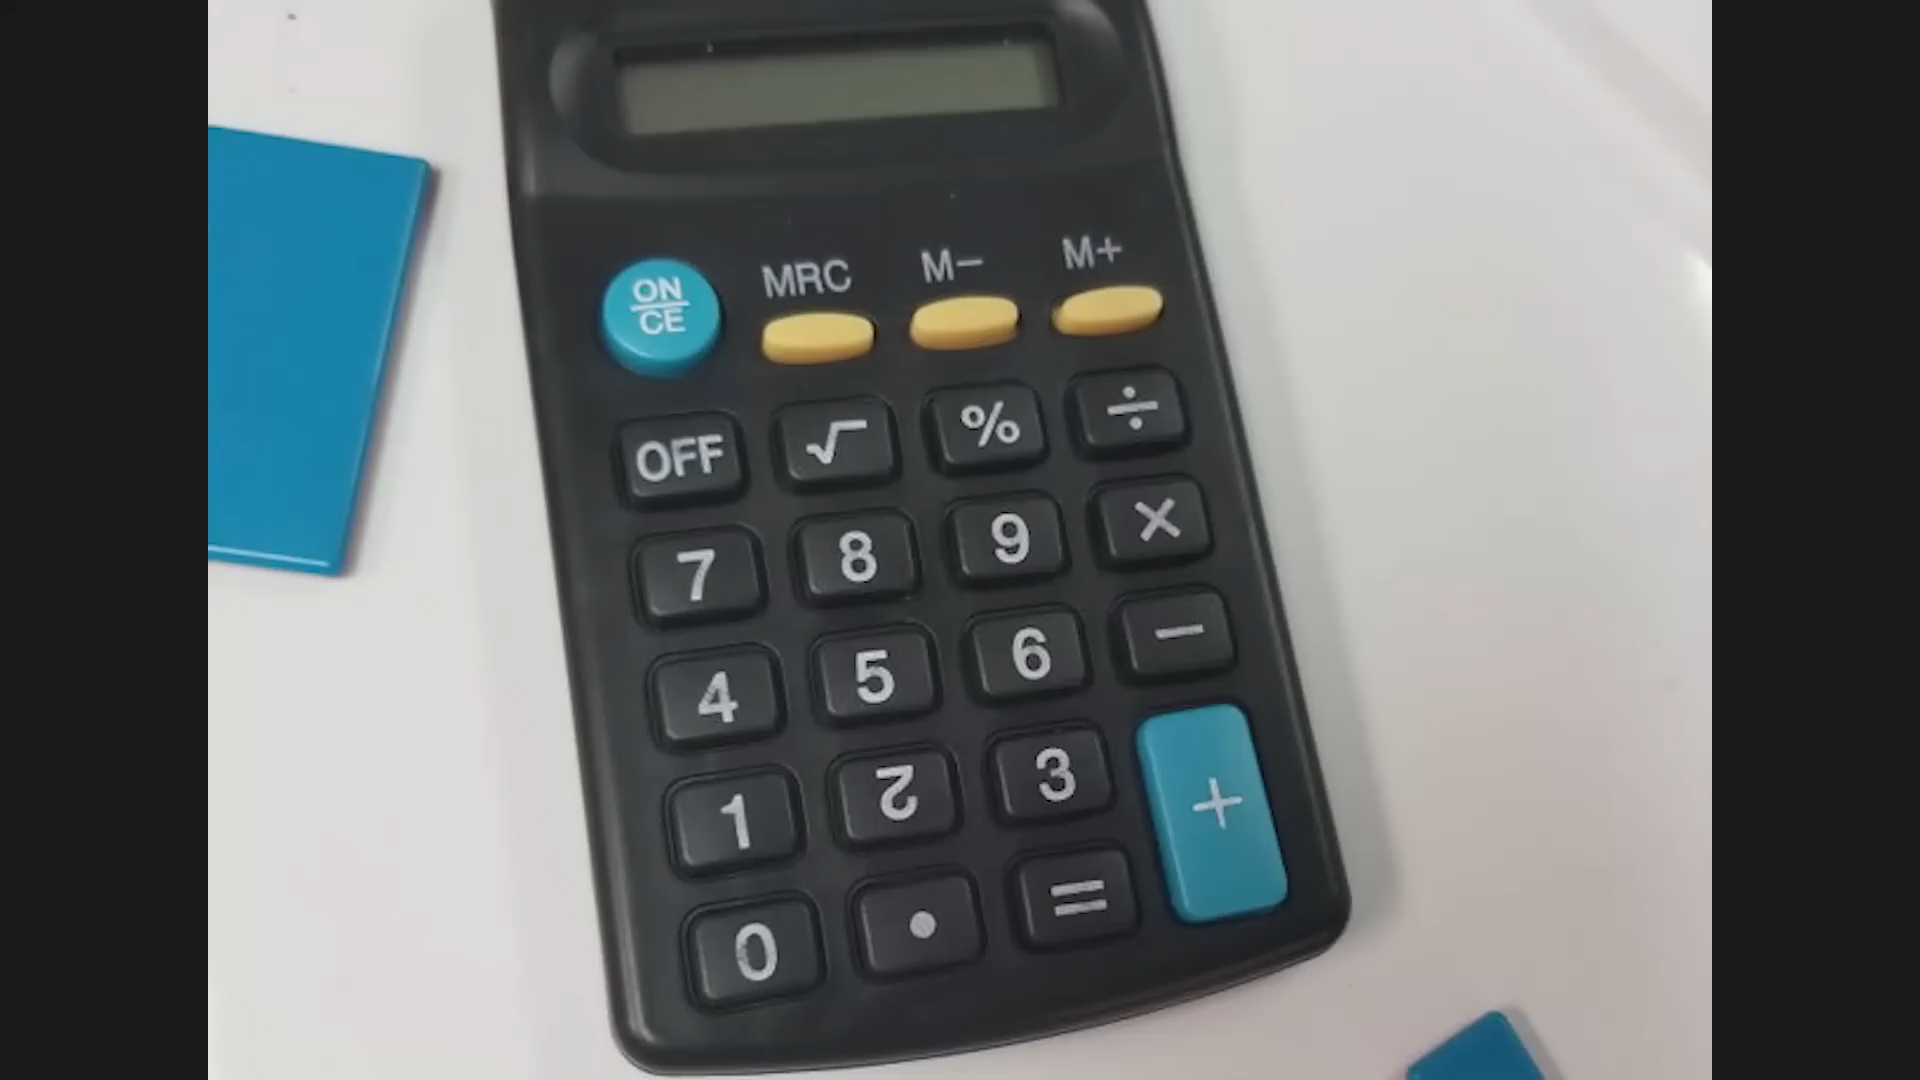 ON
CE
MRC M− M+
OFF √ % ÷
7 8 9 ×
4 5 6 −
1 2 3 +
0 . =